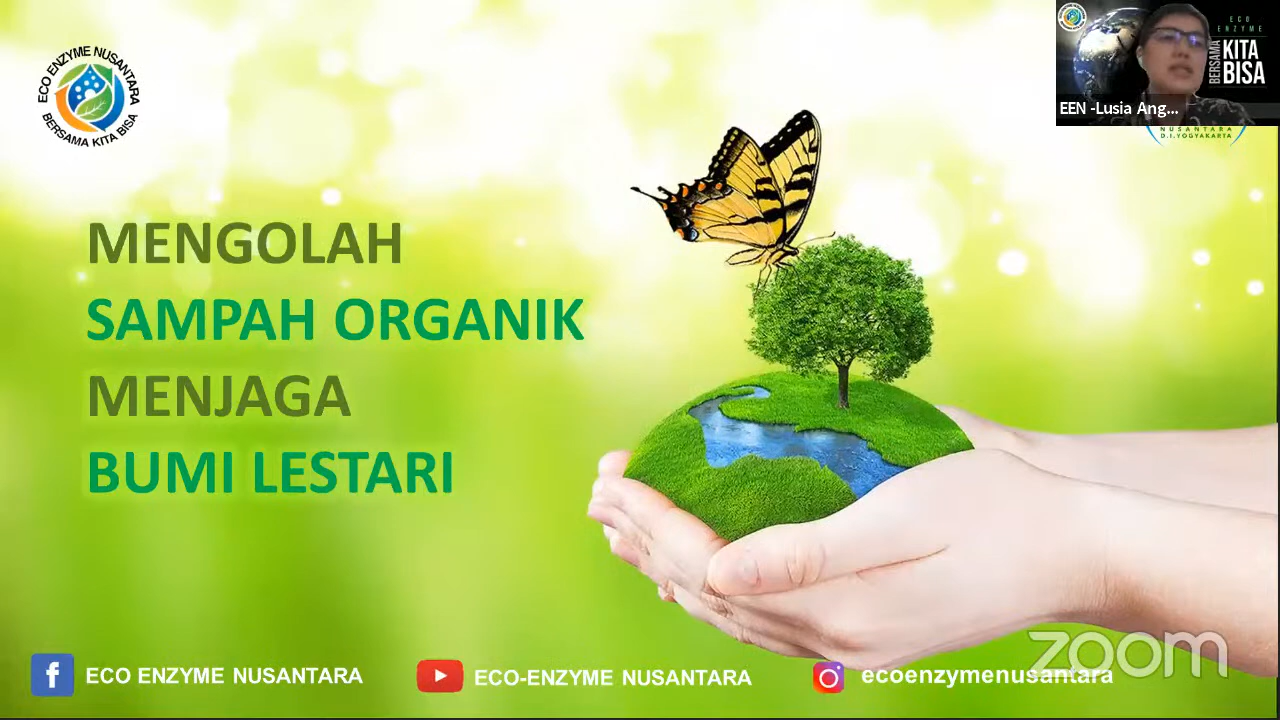 ECO ENZYME NUSANTARA
BERSAMA KITA BISA
ECO
ENZYME
BERSAMA
KITA
BISA
EEN -Lusia Ang...
NUSANTARA
D.I.YOGYAKARTA
MENGOLAH
SAMPAH ORGANIK
MENJAGA
BUMI LESTARI
zoom
ECO ENZYME NUSANTARA
ECO-ENZYME NUSANTARA
ecoenzymenusantara